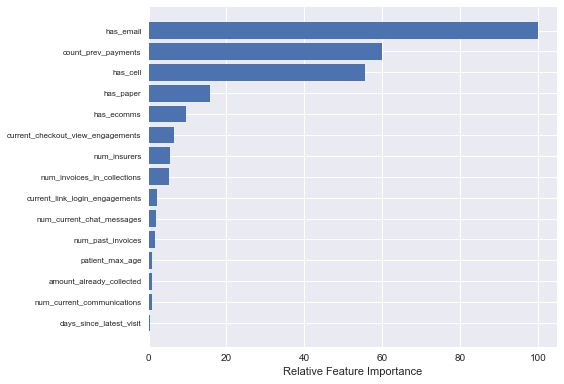 has_email
count_prev_payments
has_cell
has_paper
has_ecomms
current_checkout_view_engagements
num_insurers
num_invoices_in_collections
current_link_login_engagements
num_current_chat_messages
num_past_invoices
patient_max_age
amount_already_collected
num_current_communications
days_since_latest_visit
0 20 40 60 80 100
Relative Feature Importance